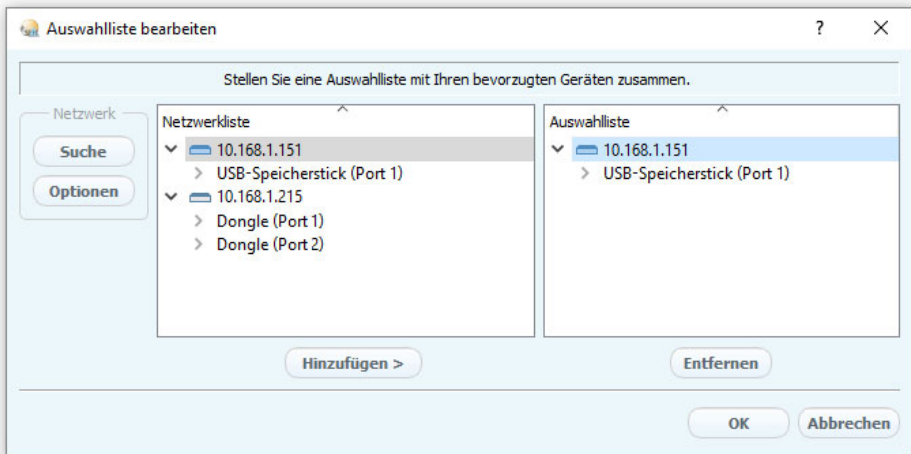 Auswahlliste bearbeiten
?
Stellen Sie eine Auswahlliste mit Ihren bevorzugten Geräten zusammen.
Netzwerk
Suche
Optionen
Netzwerkliste
10.168.1.151
USB-Speicherstick (Port 1)
10.168.1.215
Dongle (Port 1)
Dongle (Port 2)
Hinzufügen >
Auswahlliste
10.168.1.151
USB-Speicherstick (Port 1)
Entfernen
OK
Abbrechen